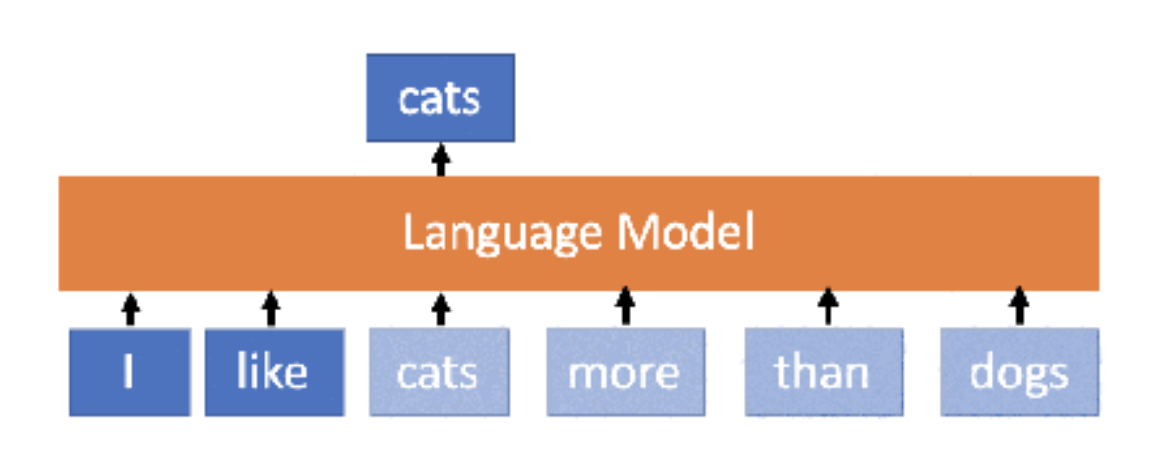 cats
Language Model
I like cats more than dogs